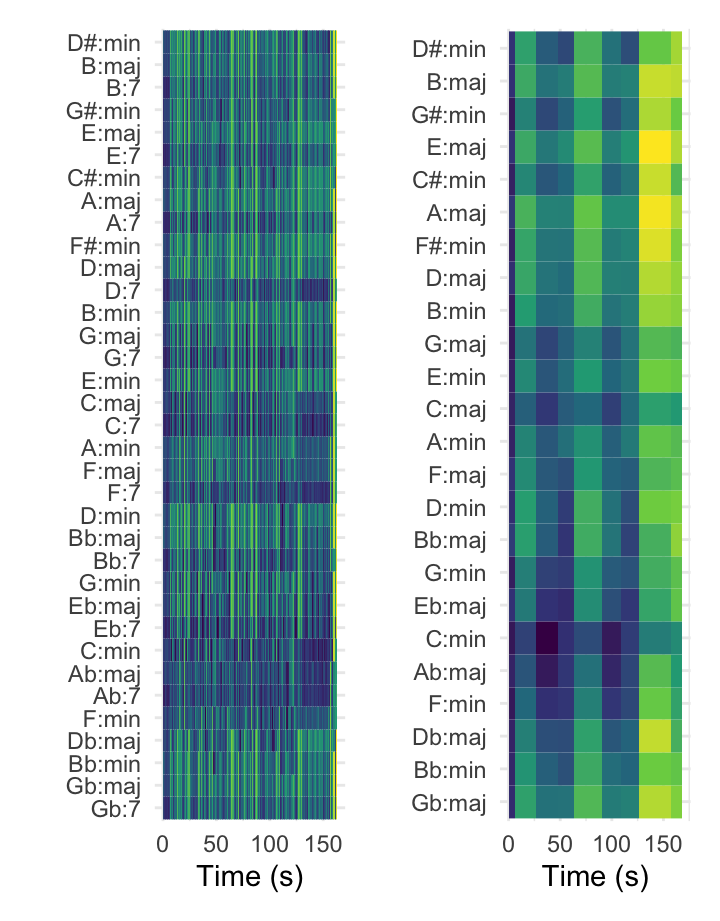 D#:min
B:maj
B:7
G#:min
E:maj
E:7
C#:min
A:maj
A:7
F#:min
D:maj
D:7
B:min
G:maj
G:7
E:min
C:maj
C:7
A:min
F:maj
F:7
D:min
Bb:maj
Bb:7
G:min
Eb:maj
Eb:7
C:min
Ab:maj
Ab:7
F:min
Db:maj
Bb:min
Gb:maj
Gb:7
0 50 100 150
Time (s)
D#:min
B:maj
G#:min
E:maj
C#:min
A:maj
F#:min
D:maj
B:min
G:maj
E:min
C:maj
A:min
F:maj
D:min
Bb:maj
G:min
Eb:maj
C:min
Ab:maj
F:min
Db:maj
Bb:min
Gb:maj
0 50 100 150
Time (s)